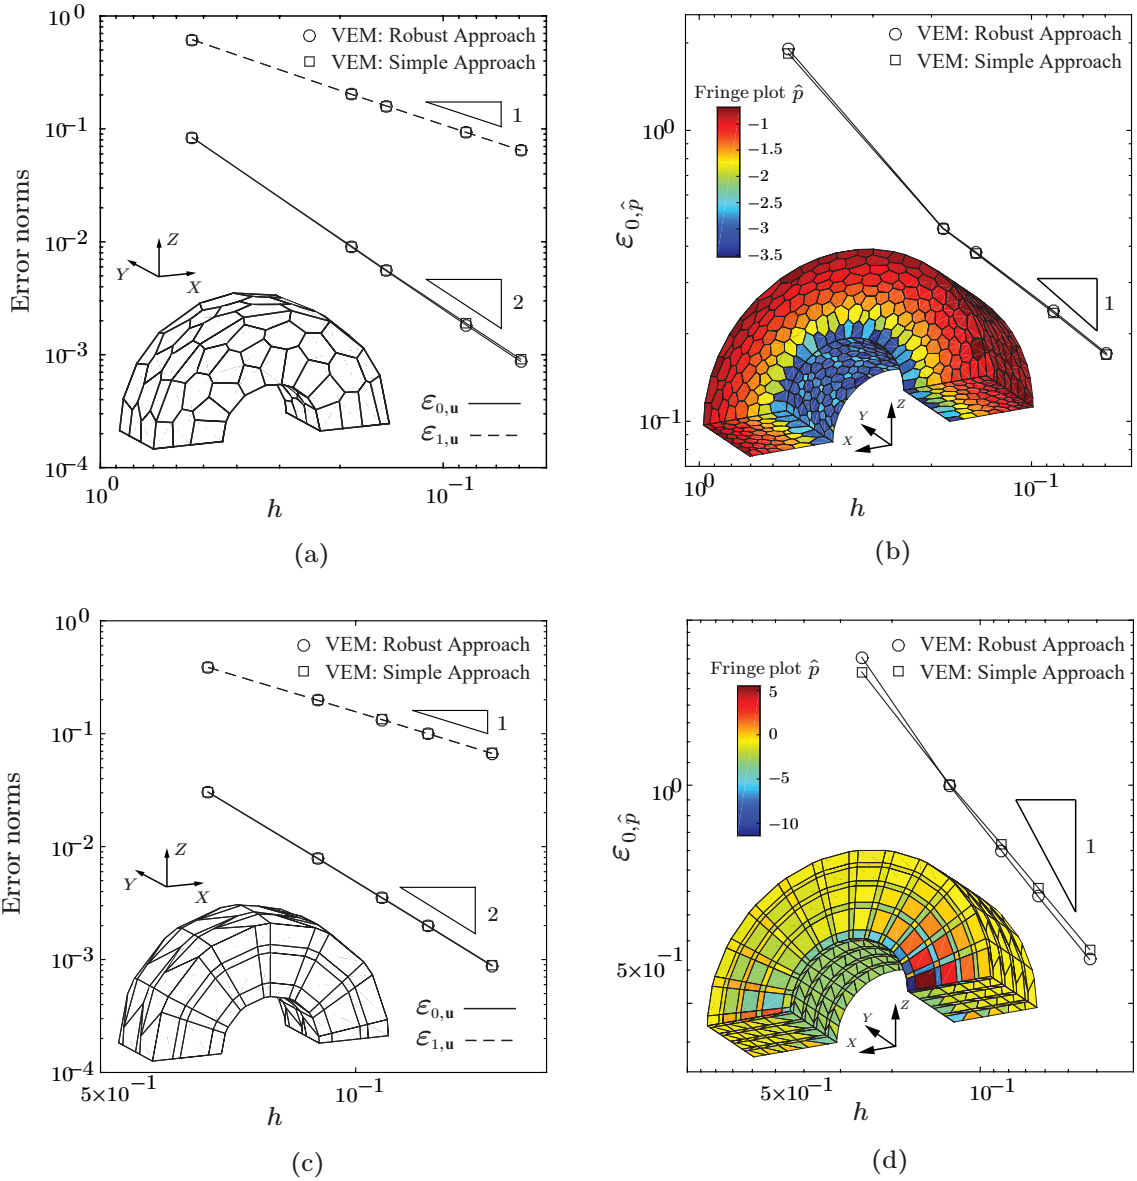 10^0
10^-1
10^-2
10^-3
10^-4
Error norms
VEM: Robust Approach
VEM: Simple Approach
1
2
Z
Y
X
ε_{0,u}
ε_{1,u}
10^0
10^-1
h
(a)
10^0
10^-1
ε_{0,p̂}
VEM: Robust Approach
VEM: Simple Approach
Fringe plot p̂
−1
−1.5
−2
−2.5
−3
−3.5
1
Y
Z
X
10^0
10^-1
h
(b)
10^0
10^-1
10^-2
10^-3
10^-4
Error norms
VEM: Robust Approach
VEM: Simple Approach
1
2
Z
Y
X
ε_{0,u}
ε_{1,u}
5×10^-1
10^-1
h
(c)
10^0
5×10^-1
ε_{0,p̂}
VEM: Robust Approach
VEM: Simple Approach
Fringe plot p̂
5
0
−5
−10
1
Z
Y
X
5×10^-1
10^-1
h
(d)